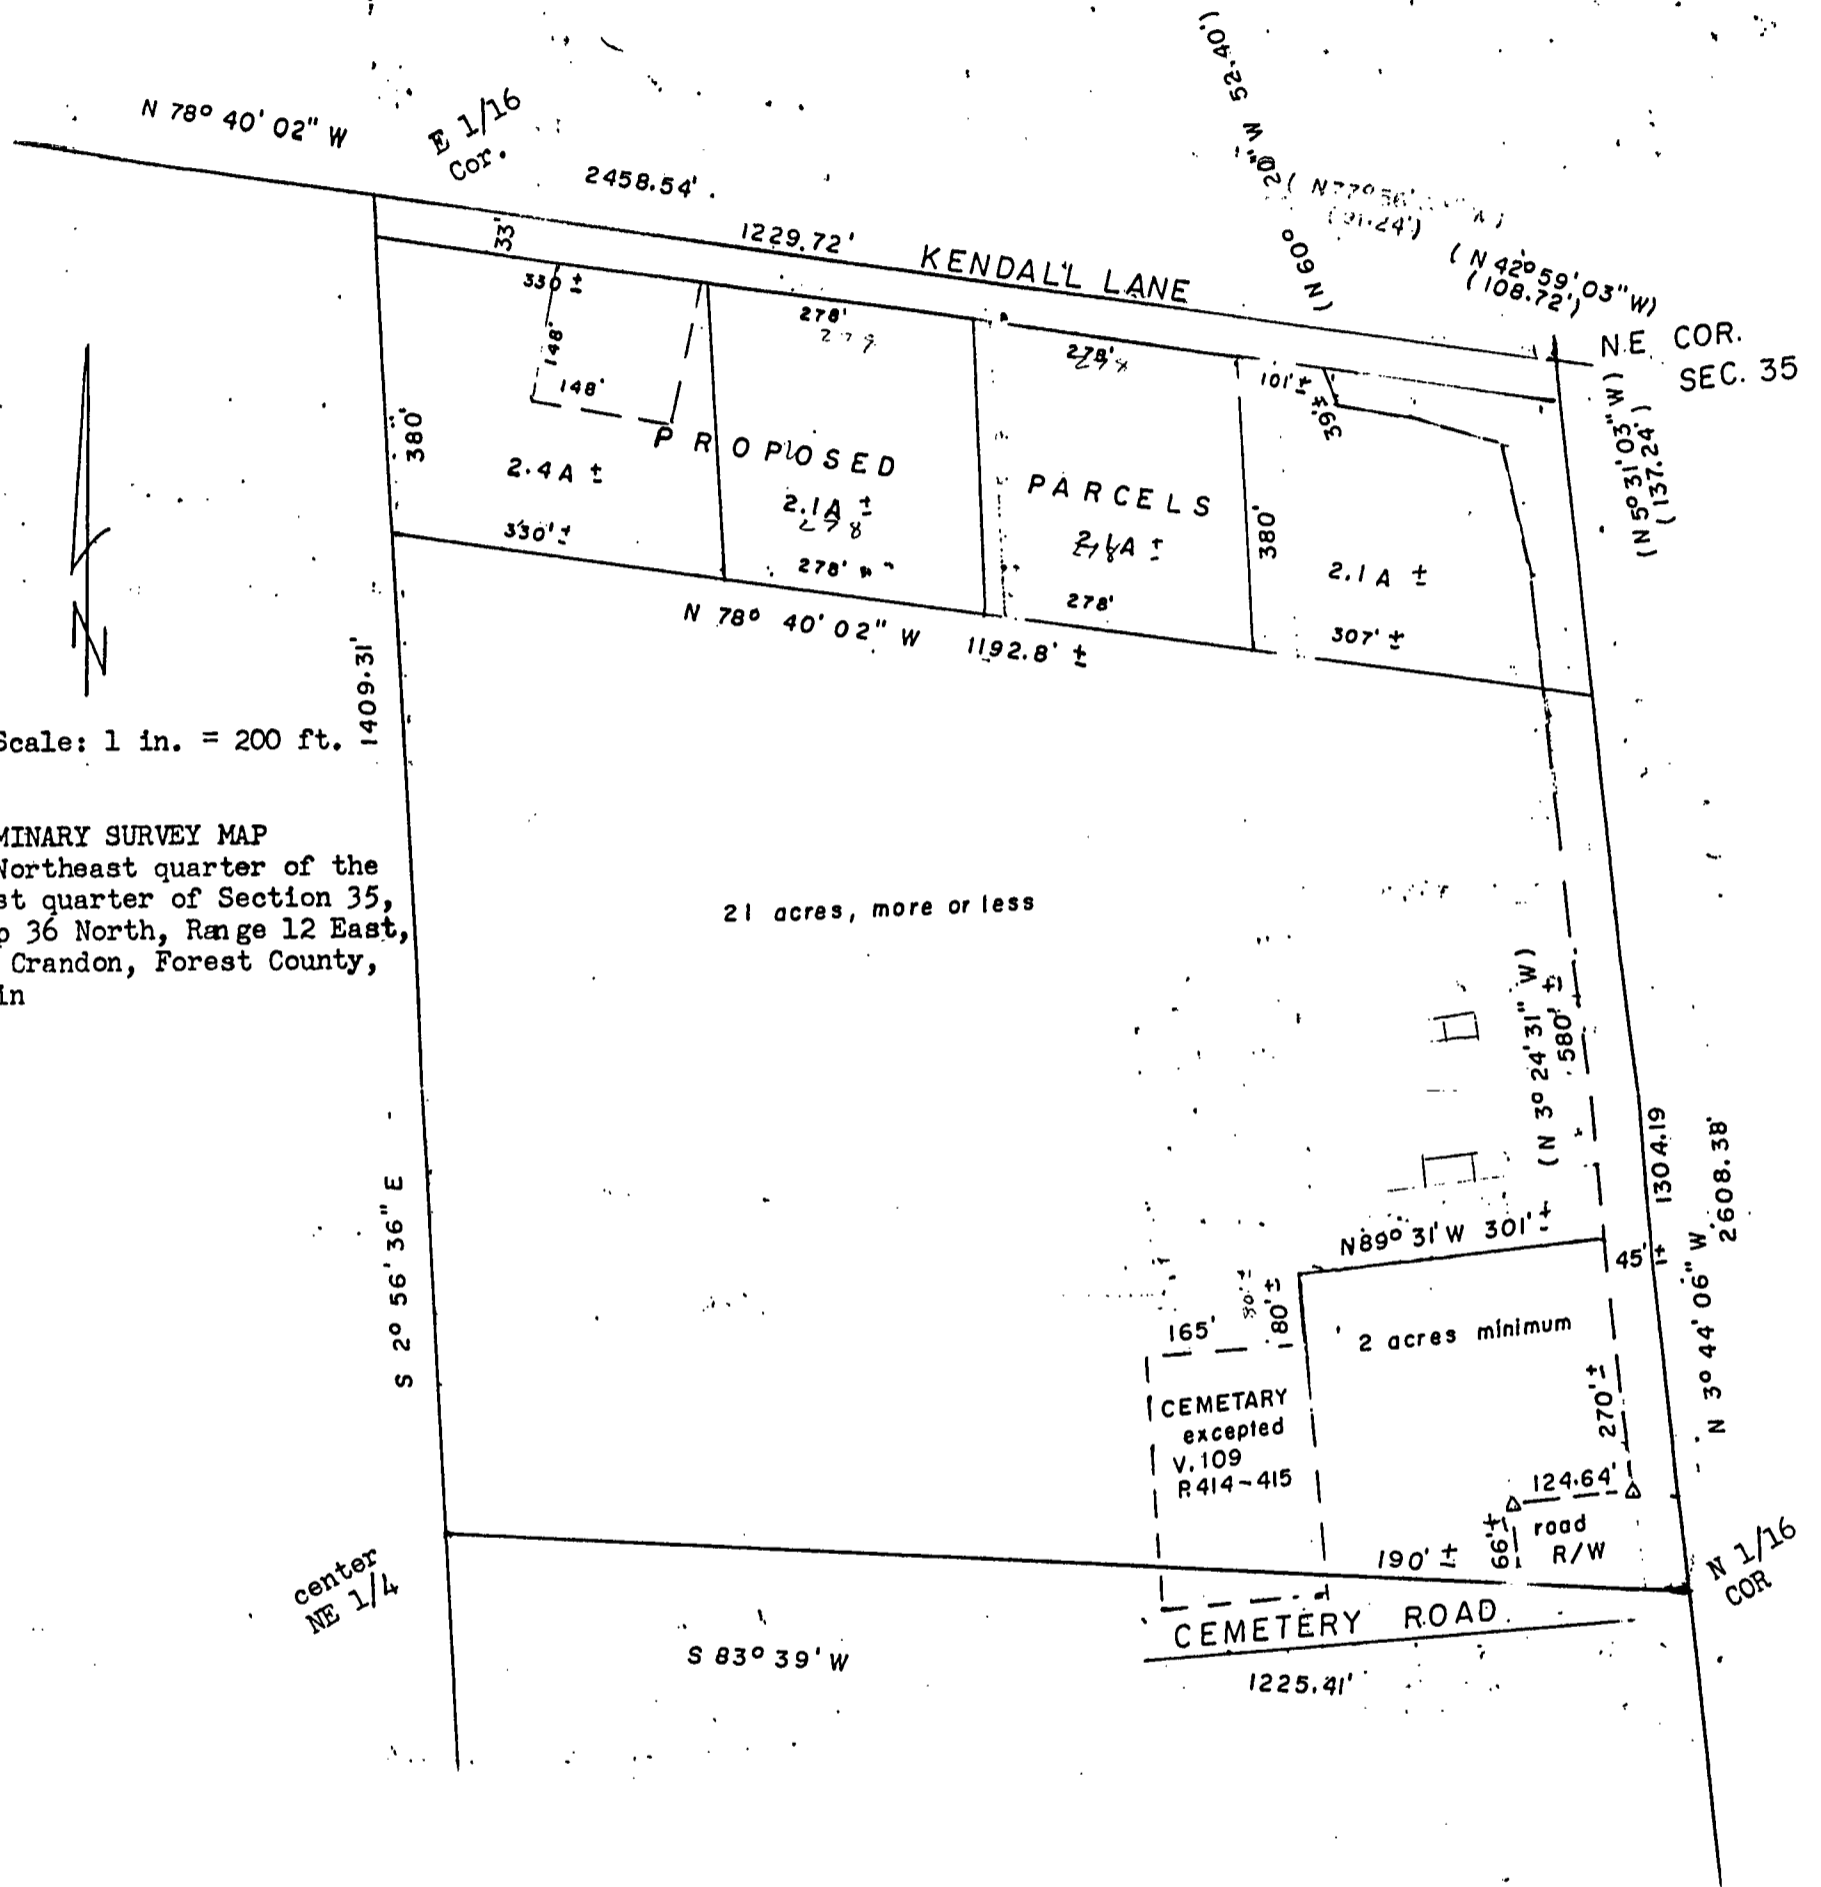 N 78° 40' 02" W
E 1/16
Cor.
2458.54'
33'
1229.72'
KENDALL LANE
(N 60° 20" W 52.40')
(N 42° 59' 03" W)
(108.72')
N.E. COR.
SEC. 35
(N 5° 31' 03" W)
(137.24')
330' ±
148'
148'
278'
279
278'
101' ±
39' ±
380'
PROPOSED
PARCELS
2.4 A ±
2.1 A ±
278
A ±
380'
2.1 A ±
330' ±
278'
278'
307' ±
N 78° 40' 02" W 1192.8' ±
N
1409.31'
Scale: 1 in. = 200 ft.
MINARY SURVEY MAP
Northeast quarter of the
st quarter of Section 35,
p 36 North, Range 12 East,
Crandon, Forest County,
in
21 acres, more or less
(N 3° 24' 31" W)
580' ±
1304.19
2608.38'
N 3° 44' 06" W
S 2° 56' 36" E
N89° 31' W 301' ±
45' ±
80' ±
165'
2 acres minimum
CEMETARY
excepted
V. 109
P. 414-415
270' ±
124.64'
road
R/W
66' ±
190' ±
center
NE 1/4
N 1/16
COR
CEMETERY ROAD
S 83° 39' W
1225.41'